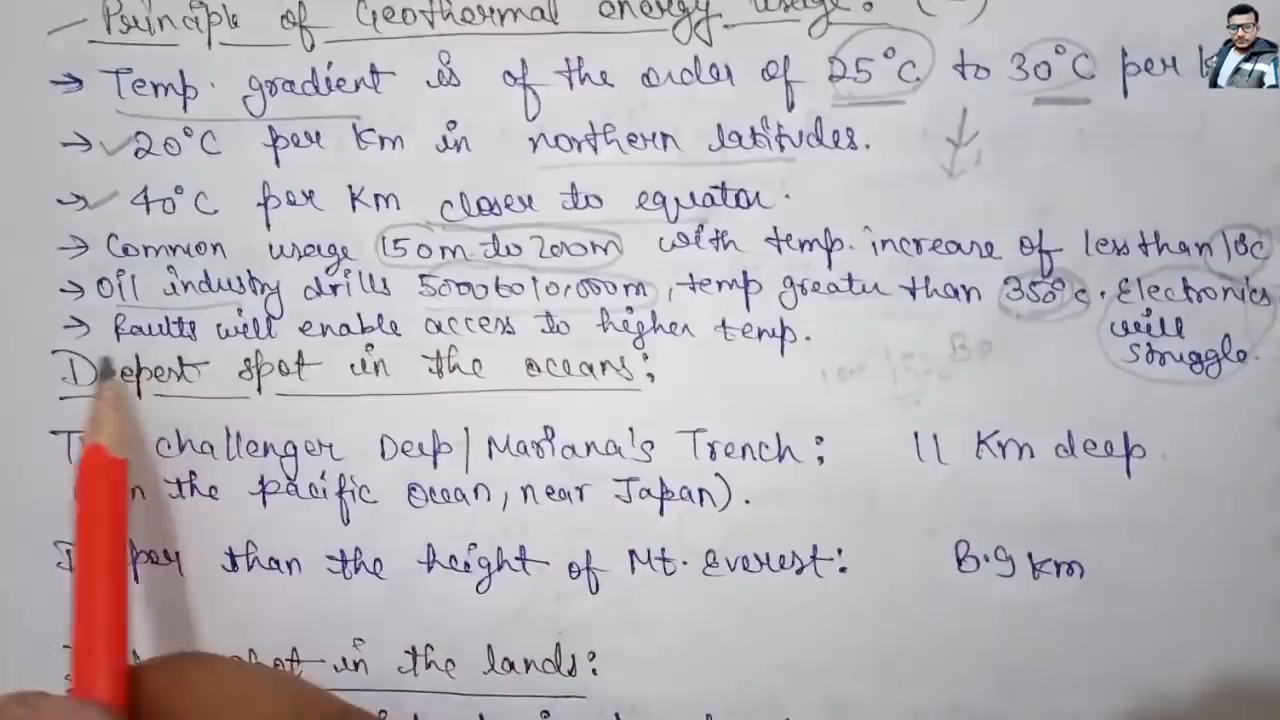 Principle of Geothermal energy usage:
→ Temp. gradient is of the order of 25°C to 30°C per
→ 20°C per Km in northern latitudes.
→ 40°C per Km closer to equator.
→ Common usage 150m to 200m with temp. increase of less than 18C
→ Oil industry drills 5000 to 10,000m, temp greater than 350°C. Electronics
will
struggle.
→ Faults will enable access to higher temp.
Deepest spot in the oceans:
challenger Deep/Mariana's Trench: 11 Km deep
the pacific Ocean, near Japan).
than the height of Mt. Everest: 8.9 km
in the lands: